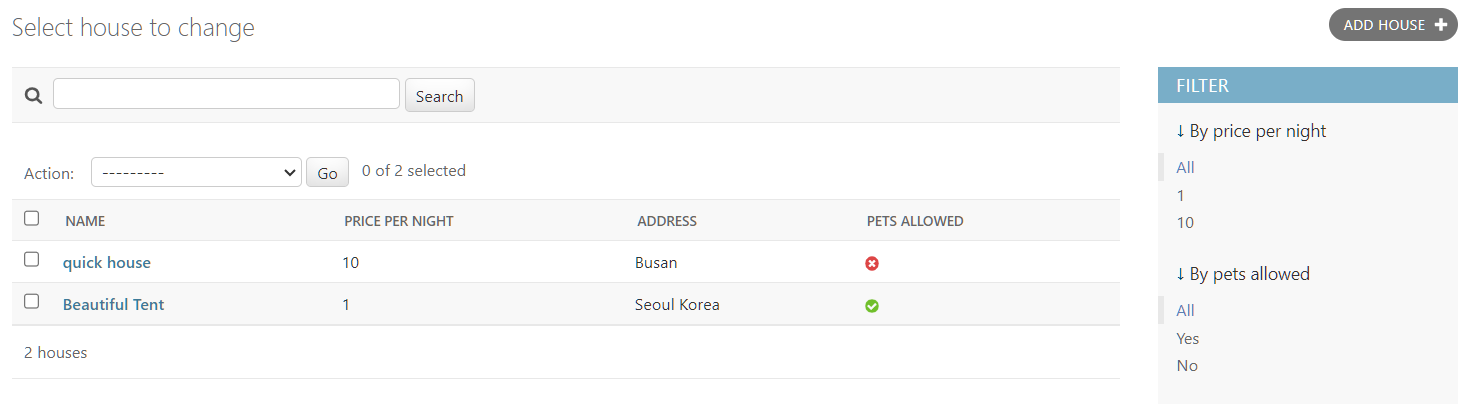 Select house to change
ADD HOUSE
Search
Action: --------- Go 0 of 2 selected
NAME PRICE PER NIGHT ADDRESS PETS ALLOWED
quick house 10 Busan
Beautiful Tent 1 Seoul Korea
2 houses
FILTER
↓ By price per night
All
1
10
↓ By pets allowed
All
Yes
No